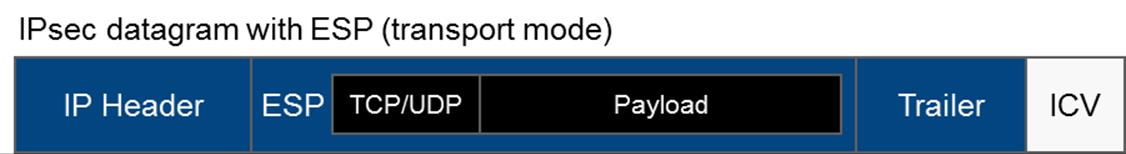 IPsec datagram with ESP (transport mode)
IP Header ESP TCP/UDP Payload Trailer ICV